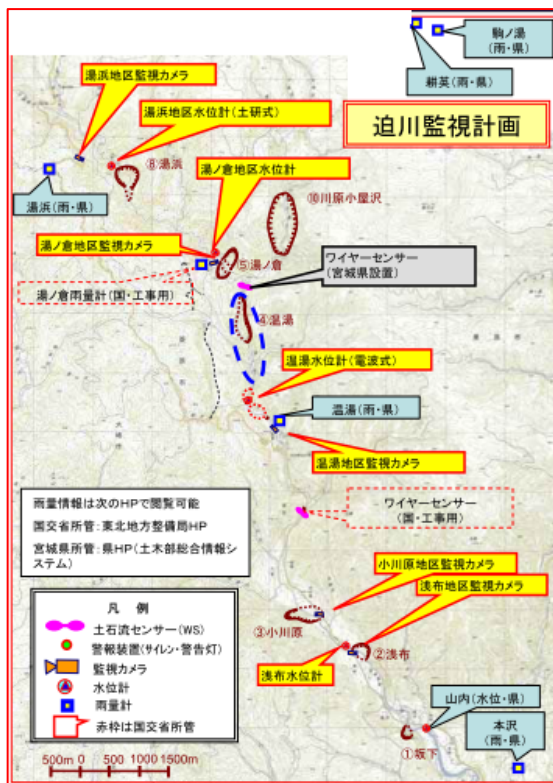 駒ノ湯
(雨・県)
耕英(雨・県)
迫川監視計画
湯浜地区監視カメラ
湯浜地区水位計(土研式)
⑧湯浜
湯ノ倉地区水位計
湯浜(雨・県)
⑩川原小屋沢
湯ノ倉地区監視カメラ
⑤湯ノ倉
ワイヤーセンサー
(宮城県設置)
湯ノ倉雨量計(国・工事用)
④温湯
温湯水位計(電波式)
温湯(雨・県)
温湯地区監視カメラ
雨量情報は次のHPで閲覧可能
国交省所管:東北地方整備局HP
宮城県所管:県HP(土木部総合情報シ
ステム)
ワイヤーセンサー
(国・工事用)
小川原地区監視カメラ
浅布地区監視カメラ
③小川原
②浅布
浅布水位計
凡 例
土石流センサー(WS)
警報装置(サイレン・警告灯)
監視カメラ
水位計
雨量計
赤枠は国交省所管
山内(水位・県)
本沢
(雨・県)
①坂下
500m 0 500 1000 1500m